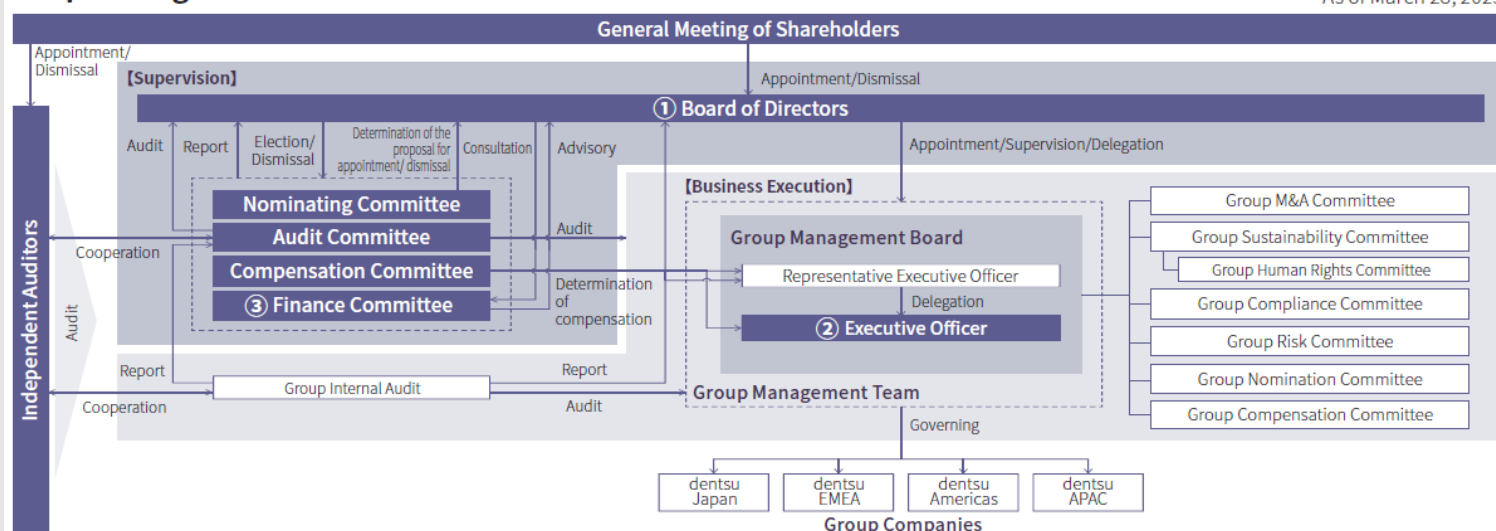 General Meeting of Shareholders
Appointment/
Dismissal
【Supervision】
Appointment/Dismissal
① Board of Directors
Audit
Report
Election/
Dismissal
Determination of the
proposal for
appointment/ dismissal
Consultation
Advisory
Appointment/Supervision/Delegation
【Business Execution】
Nominating Committee
Audit Committee
Compensation Committee
③ Finance Committee
Cooperation
Audit
Determination
of
compensation
Group Management Board
Representative Executive Officer
Delegation
② Executive Officer
Group Management Team
Group M&A Committee
Group Sustainability Committee
Group Human Rights Committee
Group Compliance Committee
Group Risk Committee
Group Nomination Committee
Group Compensation Committee
Independent Auditors
Audit
Report
Cooperation
Group Internal Audit
Report
Audit
Governing
dentsu
Japan
dentsu
EMEA
dentsu
Americas
dentsu
APAC
Group Companies